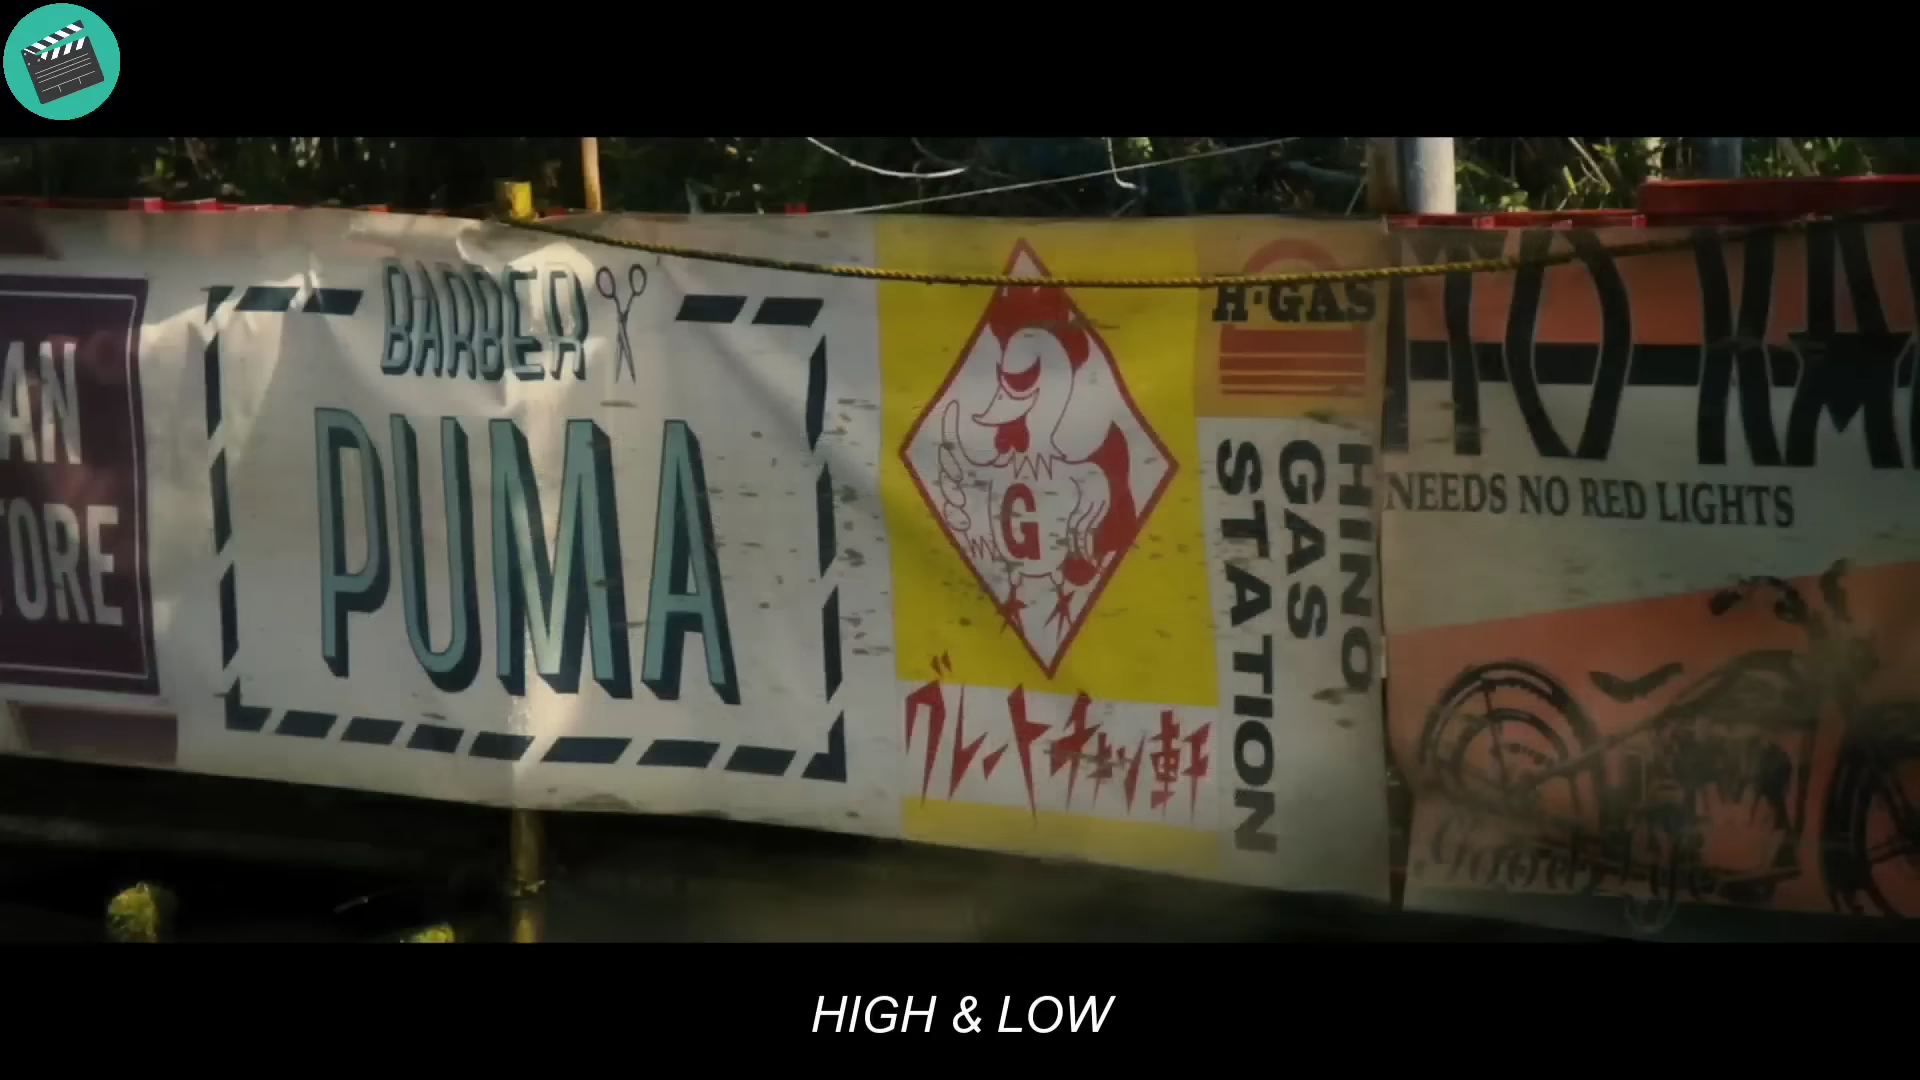 AN
TORE
BARBER
PUMA
G
グレートチキン軒
H·GAS
HINO
GAS
STATION
NEEDS NO RED LIGHTS
HIGH & LOW